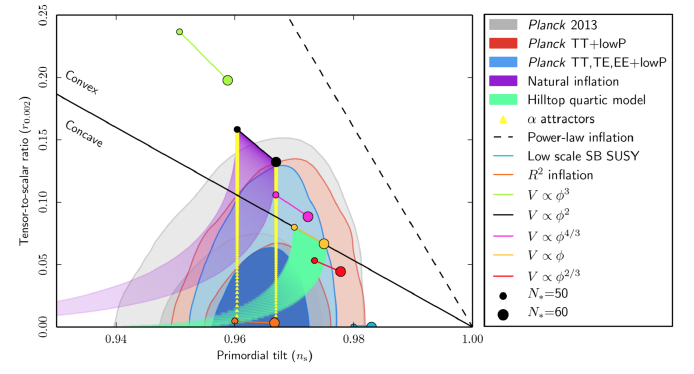 0.25
0.20
0.15
0.10
0.05
0.00
Tensor-to-scalar ratio (r0.002)
Convex
Concave
0.94
0.96
0.98
1.00
Primordial tilt (ns)
Planck 2013
Planck TT+lowP
Planck TT,TE,EE+lowP
Natural inflation
Hilltop quartic model
α attractors
Power-law inflation
Low scale SB SUSY
R² inflation
V ∝ φ³
V ∝ φ²
V ∝ φ^{4/3}
V ∝ φ
V ∝ φ^{2/3}
N*=50
N*=60